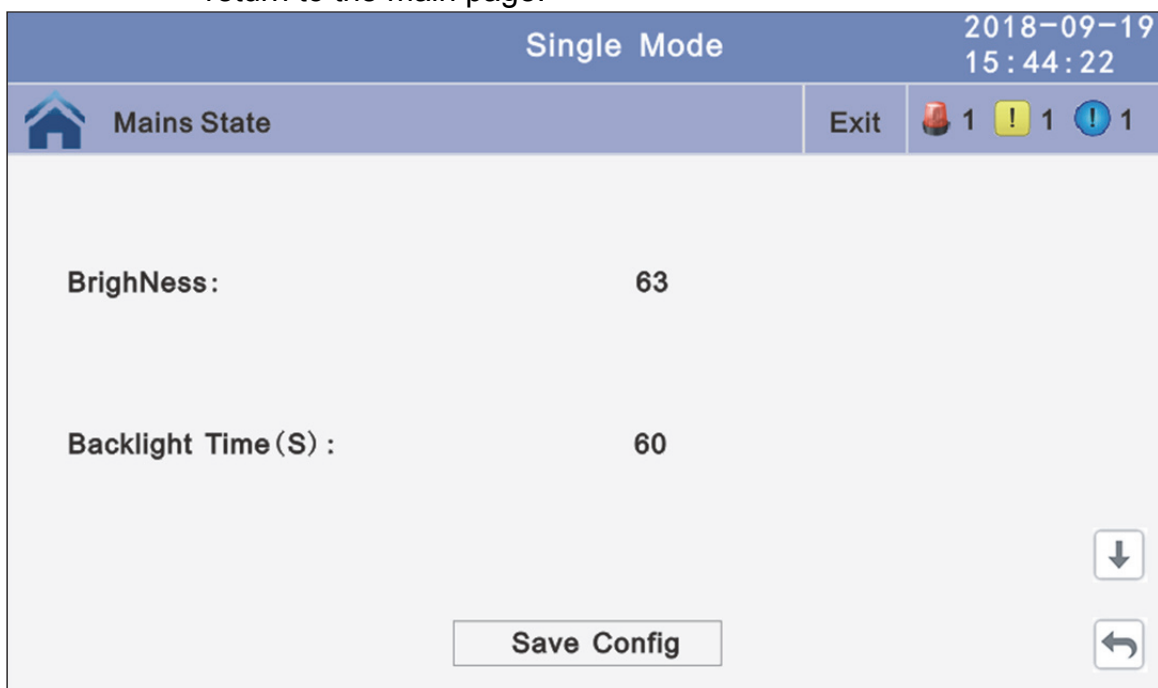 return to the main page.
Single Mode
2018-09-19
15:44:22
Mains State
Exit
1 ! 1 ! 1
BrighNess: 63
Backlight Time(S): 60
Save Config